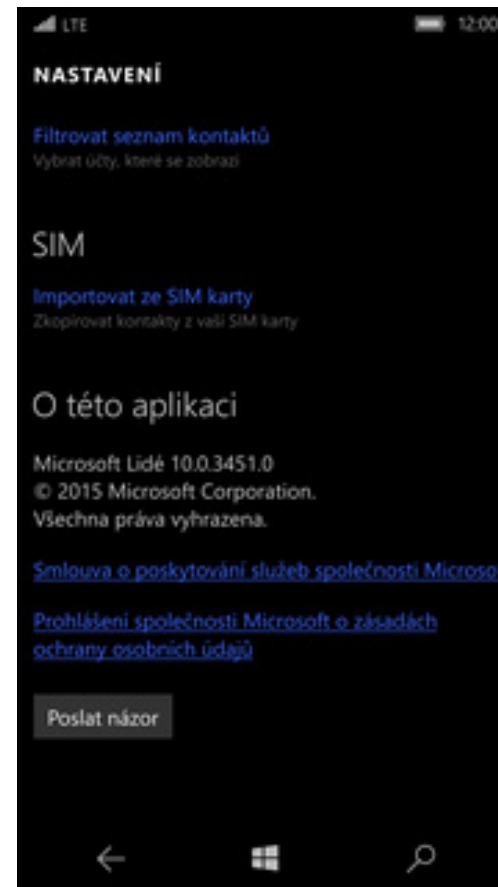 LTE
12:00
NASTAVENÍ
Filtrovat seznam kontaktů
Vybrat účty, které se zobrazí
SIM
Importovat ze SIM karty
Zkopírovat kontakty z vaší SIM karty
O této aplikaci
Microsoft Lidé 10.0.3451.0
© 2015 Microsoft Corporation.
Všechna práva vyhrazena.
Smlouva o poskytování služeb společnosti Microso
Prohlášení společnosti Microsoft o zásadách
ochrany osobních údajů
Poslat názor